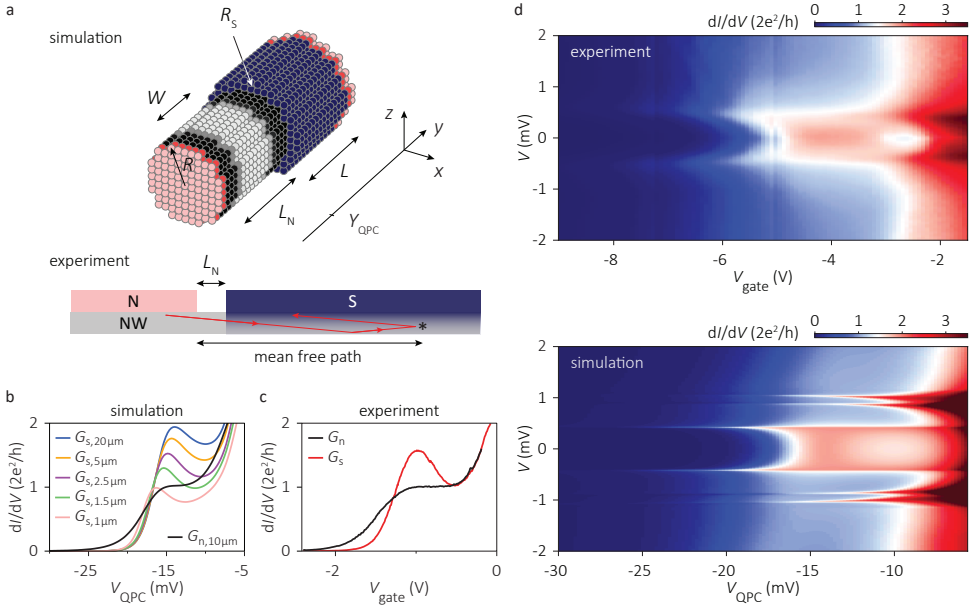 a
simulation
R_S
W
R
z
y
x
L
L_N
Y_QPC
experiment
L_N
N
S
NW
*
mean free path
b
simulation
dI/dV (2e²/h)
2
1
0
G_s,20μm
G_s,5μm
G_s,2.5μm
G_s,1.5μm
G_s,1μm
G_n,10μm
-25
-15
-5
V_QPC (mV)
c
experiment
dI/dV (2e²/h)
2
1
0
G_n
G_s
-2
-1
0
V_gate (V)
d
dI/dV (2e²/h)
0
1
2
3
experiment
V (mV)
2
1
0
-1
-2
-8
-6
-4
-2
V_gate (V)
dI/dV (2e²/h)
0
1
2
3
simulation
V (mV)
2
1
0
-1
-2
-30
-25
-20
-15
-10
V_QPC (mV)